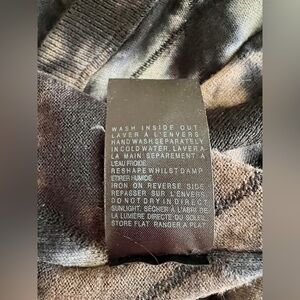 WASH INSIDE OUT
LAVER A L'ENVERS
HAND WASH SEPARATELY
IN COLD WATER. LAVER A
LA MAIN SEPAREMENT A
L'EAU FROIDE.
RESHAPE WHILST DAMP
ETIRER HUMIDE.
IRON ON REVERSE SIDE
REPASSER SUR L'ENVERS
DO NOT DRY IN DIRECT
SUNLIGHT. SÉCHER À L'ABRI DE
LA LUMIÈRE DIRECTE DU SOLEIL
STORE FLAT. RANGER A PLAT